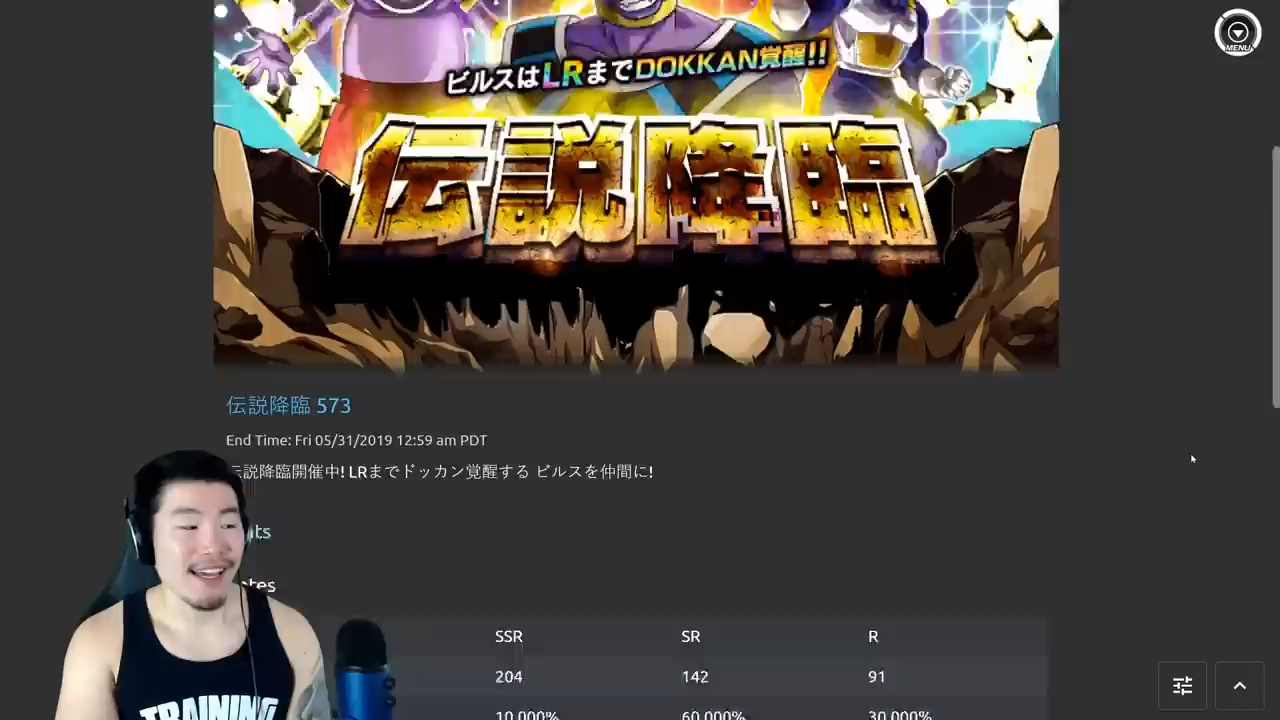 MENU
ビルスはLRまでDOKKAN覚醒!!
伝説降臨
伝説降臨 573
End Time: Fri 05/31/2019 12:59 am PDT
説降臨開催中! LRまでドッカン覚醒する ビルスを仲間に!
SSR SR R
204 142 91
10.000% 60.000% 30.000%
TRAINING